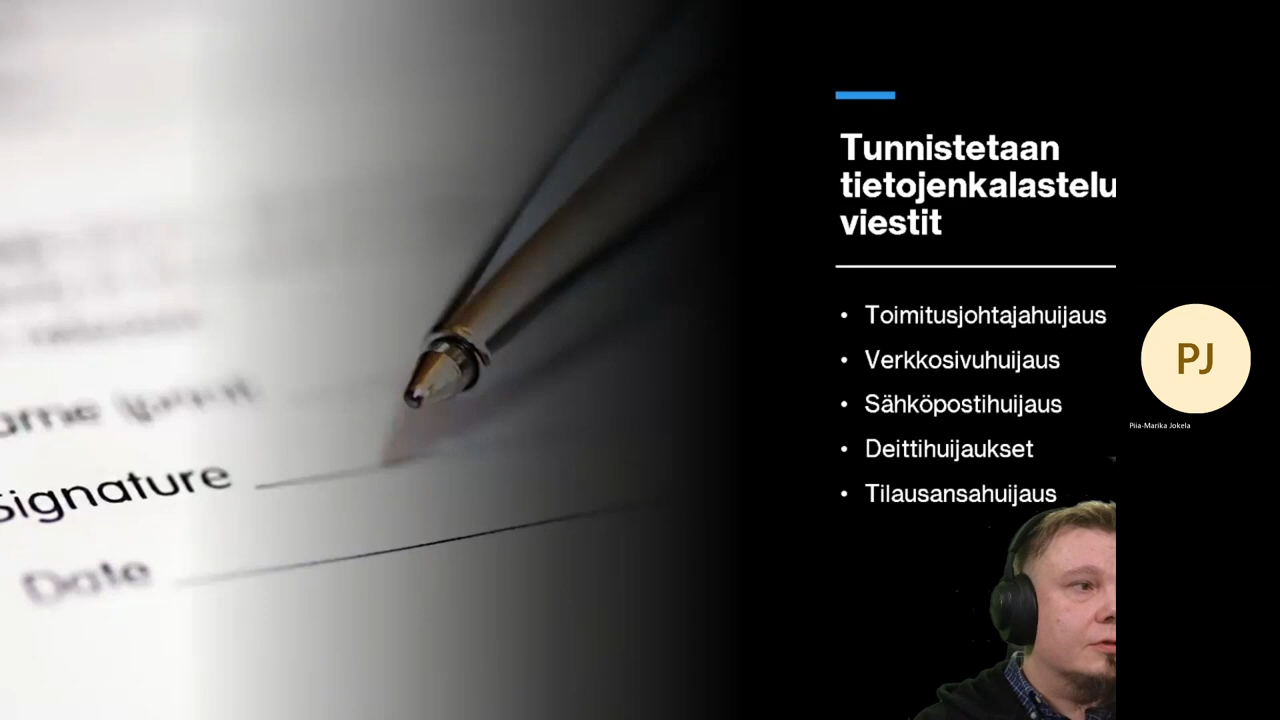 Tunnistetaan
tietojenkalastelu
viestit
• Toimitusjohtajahuijaus
• Verkkosivuhuijaus
• Sähköpostihuijaus
• Deittihuijaukset
• Tilausansahuijaus
PJ
Piia-Marika Jokela
Signature
Date